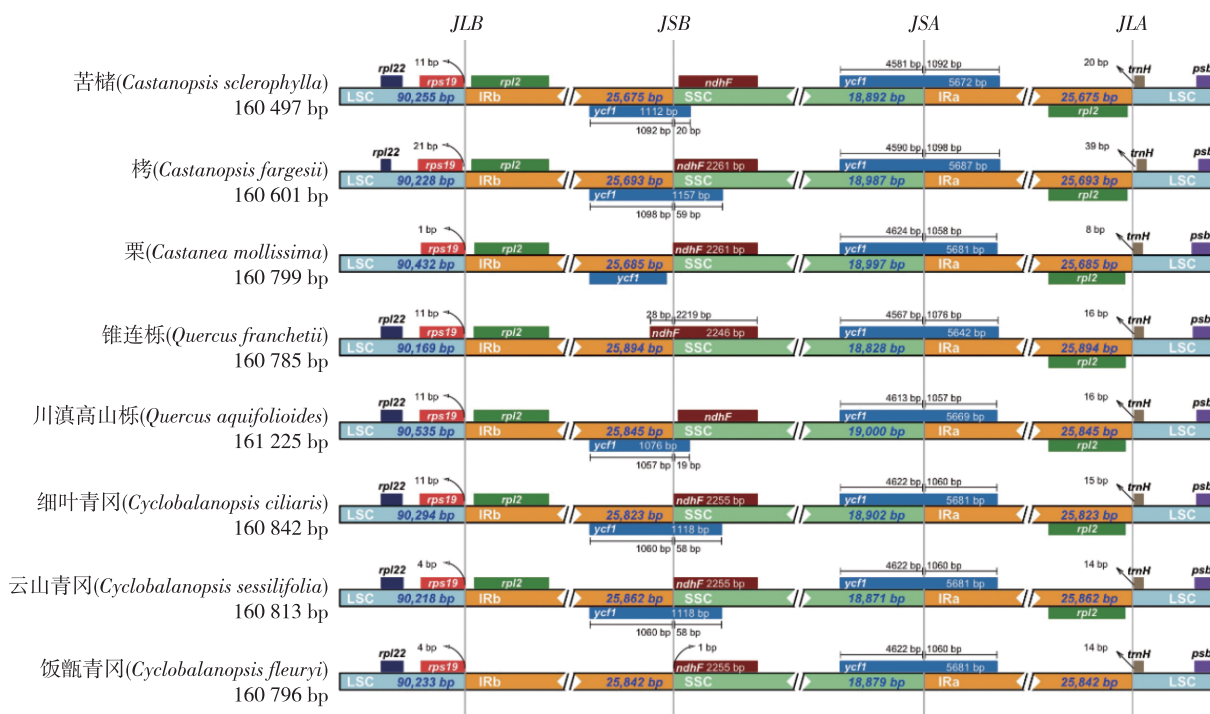 JLB JSB JSA JLA
苦槠(Castanopsis sclerophylla)
160 497 bp
rpl22 11 bp rps19 rpl2 ndhF 4581 bp 1092 bp ycf1 5672 bp 20 bp trnH psb
LSC 90,255 bp IRb 25,675 bp SSC 18,892 bp IRa 25,675 bp LSC
ycf1 1112 bp rpl2
1092 bp 20 bp
栲(Castanopsis fargesii)
160 601 bp
rpl22 21 bp rps19 rpl2 ndhF 2261 bp 4590 bp 1098 bp ycf1 5687 bp 39 bp trnH psb
LSC 90,228 bp IRb 25,693 bp SSC 18,987 bp IRa 25,693 bp LSC
ycf1 1157 bp rpl2
1098 bp 59 bp
栗(Castanea mollissima)
160 799 bp
1 bp rps19 rpl2 ndhF 2261 bp 4624 bp 1058 bp ycf1 5681 bp 8 bp trnH psb
LSC 90,432 bp IRb 25,685 bp SSC 18,997 bp IRa 25,685 bp LSC
ycf1 rpl2
锥连栎(Quercus franchetii)
160 785 bp
rpl22 11 bp rps19 rpl2 28 bp 2219 bp ndhF 2246 bp 4567 bp 1076 bp ycf1 5642 bp 16 bp trnH psb
LSC 90,169 bp IRb 25,894 bp SSC 18,828 bp IRa 25,894 bp LSC
rpl2
川滇高山栎(Quercus aquifolioides)
161 225 bp
rpl22 11 bp rps19 rpl2 ndhF 4613 bp 1057 bp ycf1 5669 bp 16 bp trnH psb
LSC 90,535 bp IRb 25,845 bp SSC 19,000 bp IRa 25,845 bp LSC
ycf1 1076 bp rpl2
1057 bp 19 bp
细叶青冈(Cyclobalanopsis ciliaris)
160 842 bp
rpl22 11 bp rps19 rpl2 ndhF 2255 bp 4622 bp 1060 bp ycf1 5681 bp 15 bp trnH psb
LSC 90,294 bp IRb 25,823 bp SSC 18,902 bp IRa 25,823 bp LSC
ycf1 1118 bp rpl2
1060 bp 58 bp
云山青冈(Cyclobalanopsis sessilifolia)
160 813 bp
rpl22 4 bp rps19 rpl2 ndhF 2255 bp 4622 bp 1060 bp ycf1 5681 bp 14 bp trnH psb
LSC 90,218 bp IRb 25,862 bp SSC 18,871 bp IRa 25,862 bp LSC
ycf1 1118 bp rpl2
1060 bp 58 bp
饭甑青冈(Cyclobalanopsis fleuryi)
160 796 bp
rpl22 4 bp rps19 1 bp ndhF 2255 bp 4622 bp 1060 bp ycf1 5681 bp 14 bp trnH psb
LSC 90,233 bp IRb 25,842 bp SSC 18,879 bp IRa 25,842 bp LSC